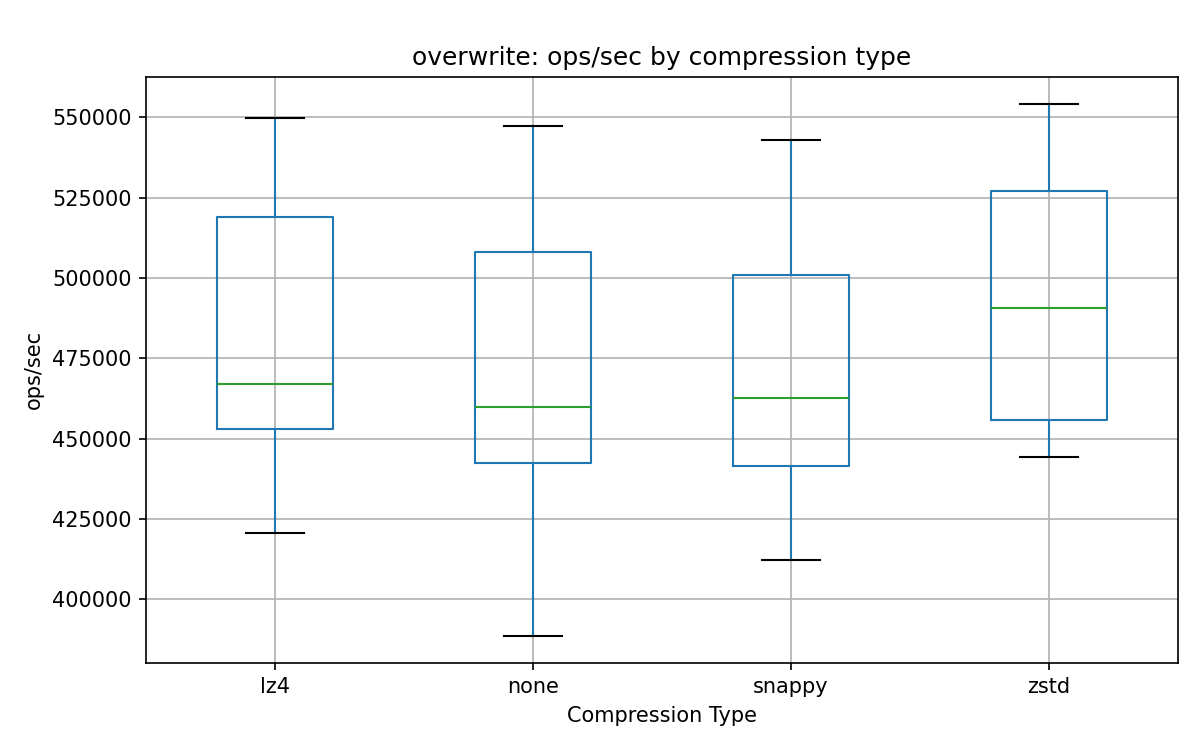 overwrite: ops/sec by compression type
550000
525000
500000
475000
450000
425000
400000
ops/sec
lz4 none snappy zstd
Compression Type